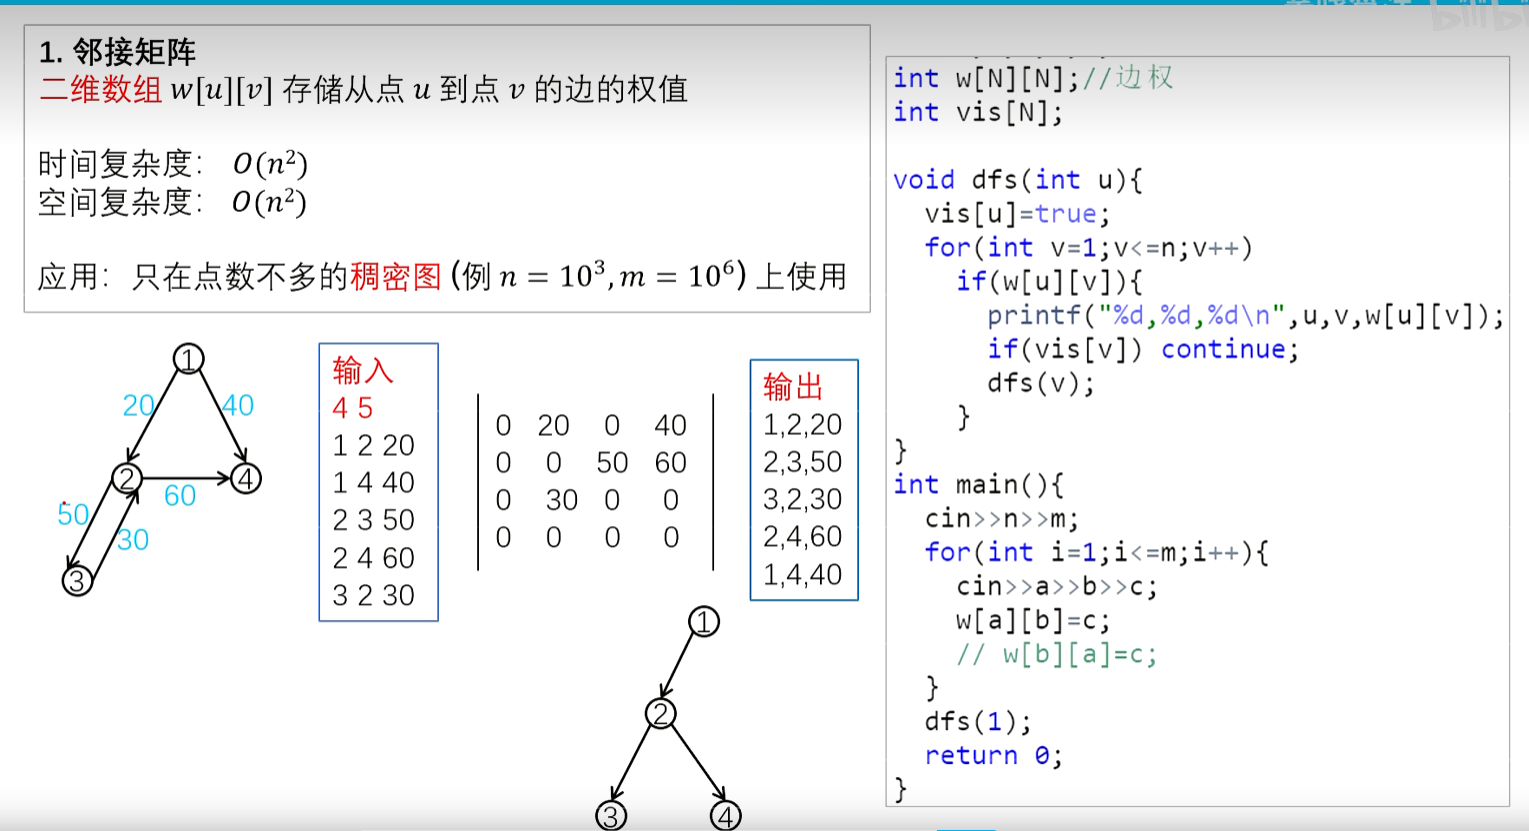 1. 邻接矩阵
二维数组 w[u][v] 存储从点 u 到点 v 的边的权值
时间复杂度： O(n²)
空间复杂度： O(n²)
应用：只在点数不多的稠密图 (例 n = 10³, m = 10⁶) 上使用
1
20
40
2
4
60
50
30
3
输入
4 5
1 2 20
1 4 40
2 3 50
2 4 60
3 2 30
0 20 0 40
0 0 50 60
0 30 0 0
0 0 0 0
输出
1,2,20
2,3,50
3,2,30
2,4,60
1,4,40
1
2
3
4
bilibi
int w[N][N];//边权
int vis[N];
void dfs(int u){
vis[u]=true;
for(int v=1;v<=n;v++)
if(w[u][v]){
printf("%d,%d,%d\n",u,v,w[u][v]);
if(vis[v]) continue;
dfs(v);
}
}
int main(){
cin>>n>>m;
for(int i=1;i<=m;i++){
cin>>a>>b>>c;
w[a][b]=c;
// w[b][a]=c;
}
dfs(1);
return 0;
}